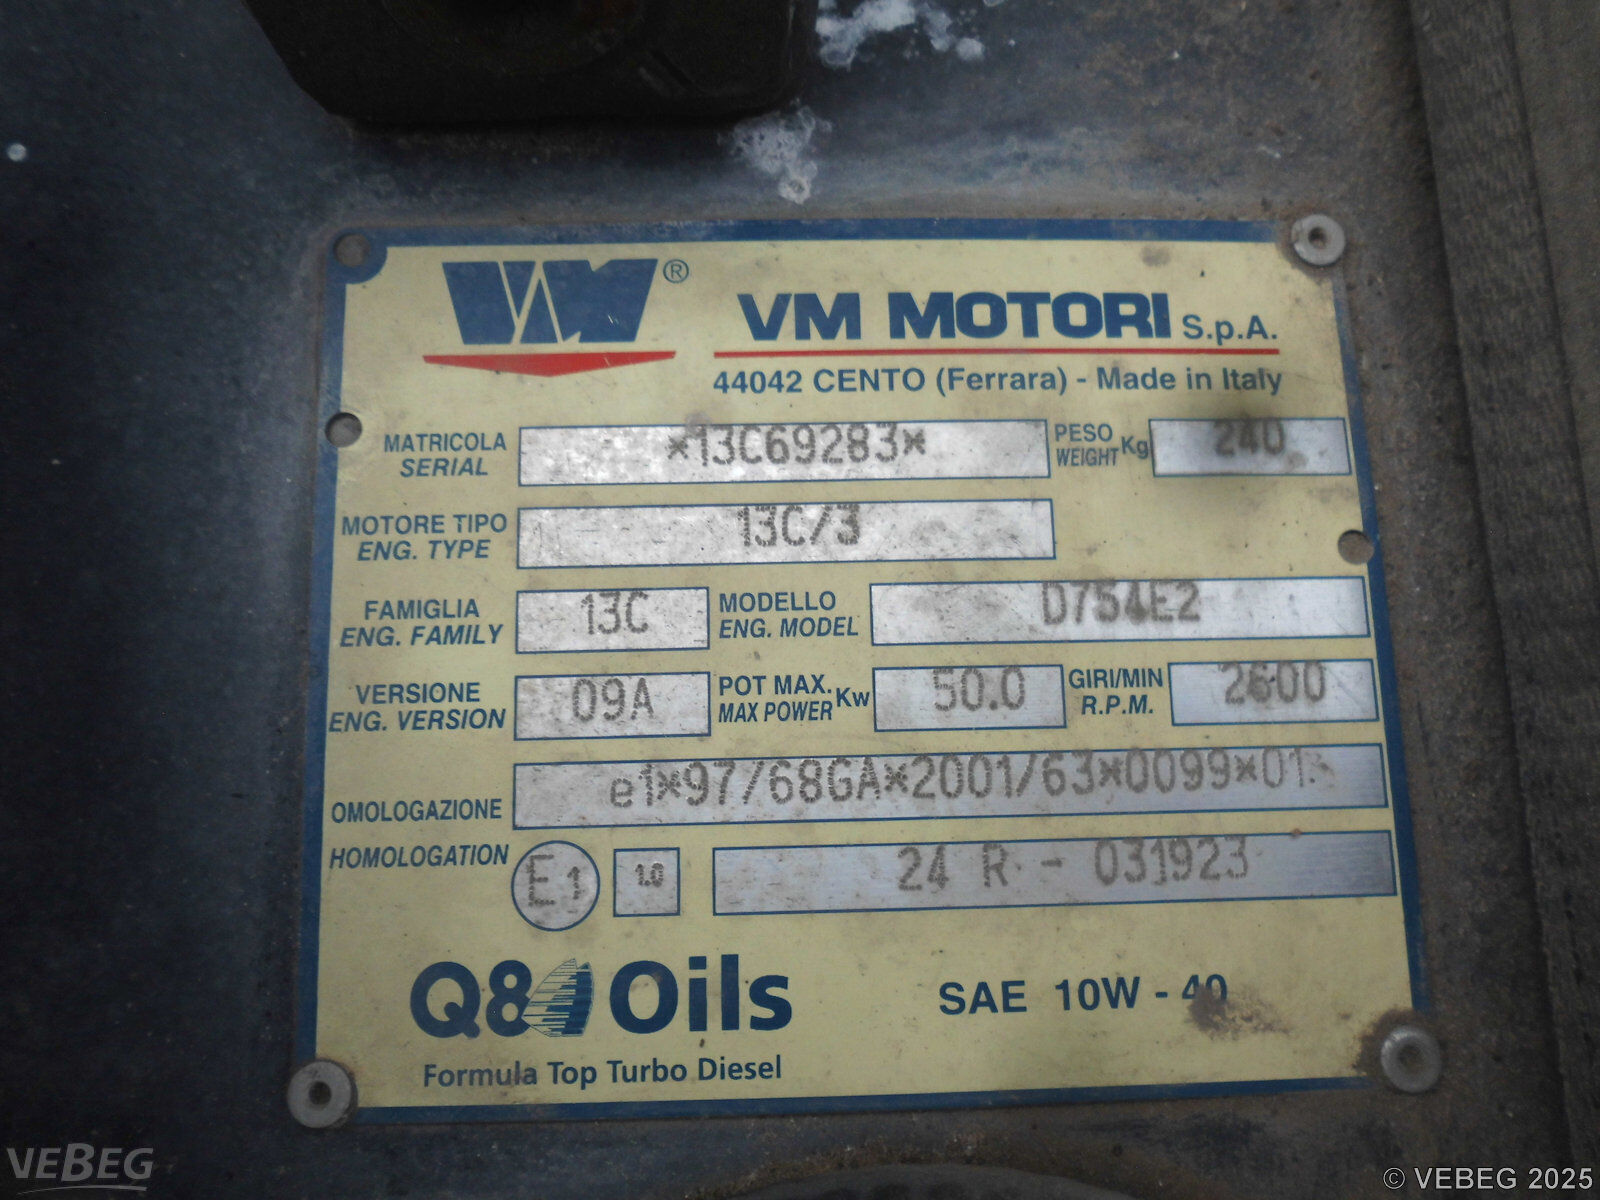 VM®
VM MOTORI S.p.A.
44042 CENTO (Ferrara) - Made in Italy
MATRICOLA
SERIAL
*13C69283*
PESO
WEIGHT Kg
240
MOTORE TIPO
ENG. TYPE
13C/3
FAMIGLIA
ENG. FAMILY
13C
MODELLO
ENG. MODEL
D754E2
VERSIONE
ENG. VERSION
09A
POT MAX.
MAX POWER Kw
50.0
GIRI/MIN
R.P.M.
2600
OMOLOGAZIONE
HOMOLOGATION
e1*97/68GA*2001/63*0099*01*
E1
1.0
24 R - 031923
Q8 Oils
Formula Top Turbo Diesel
SAE 10W - 40
VEBEG
© VEBEG 2025